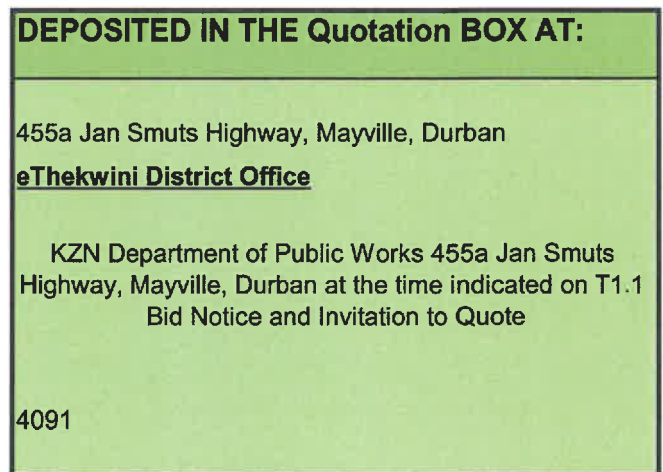 DEPOSITED IN THE Quotation BOX AT:
455a Jan Smuts Highway, Mayville, Durban
eThekwini District Office
KZN Department of Public Works 455a Jan Smuts
Highway, Mayville, Durban at the time indicated on T1.1
Bid Notice and Invitation to Quote
4091